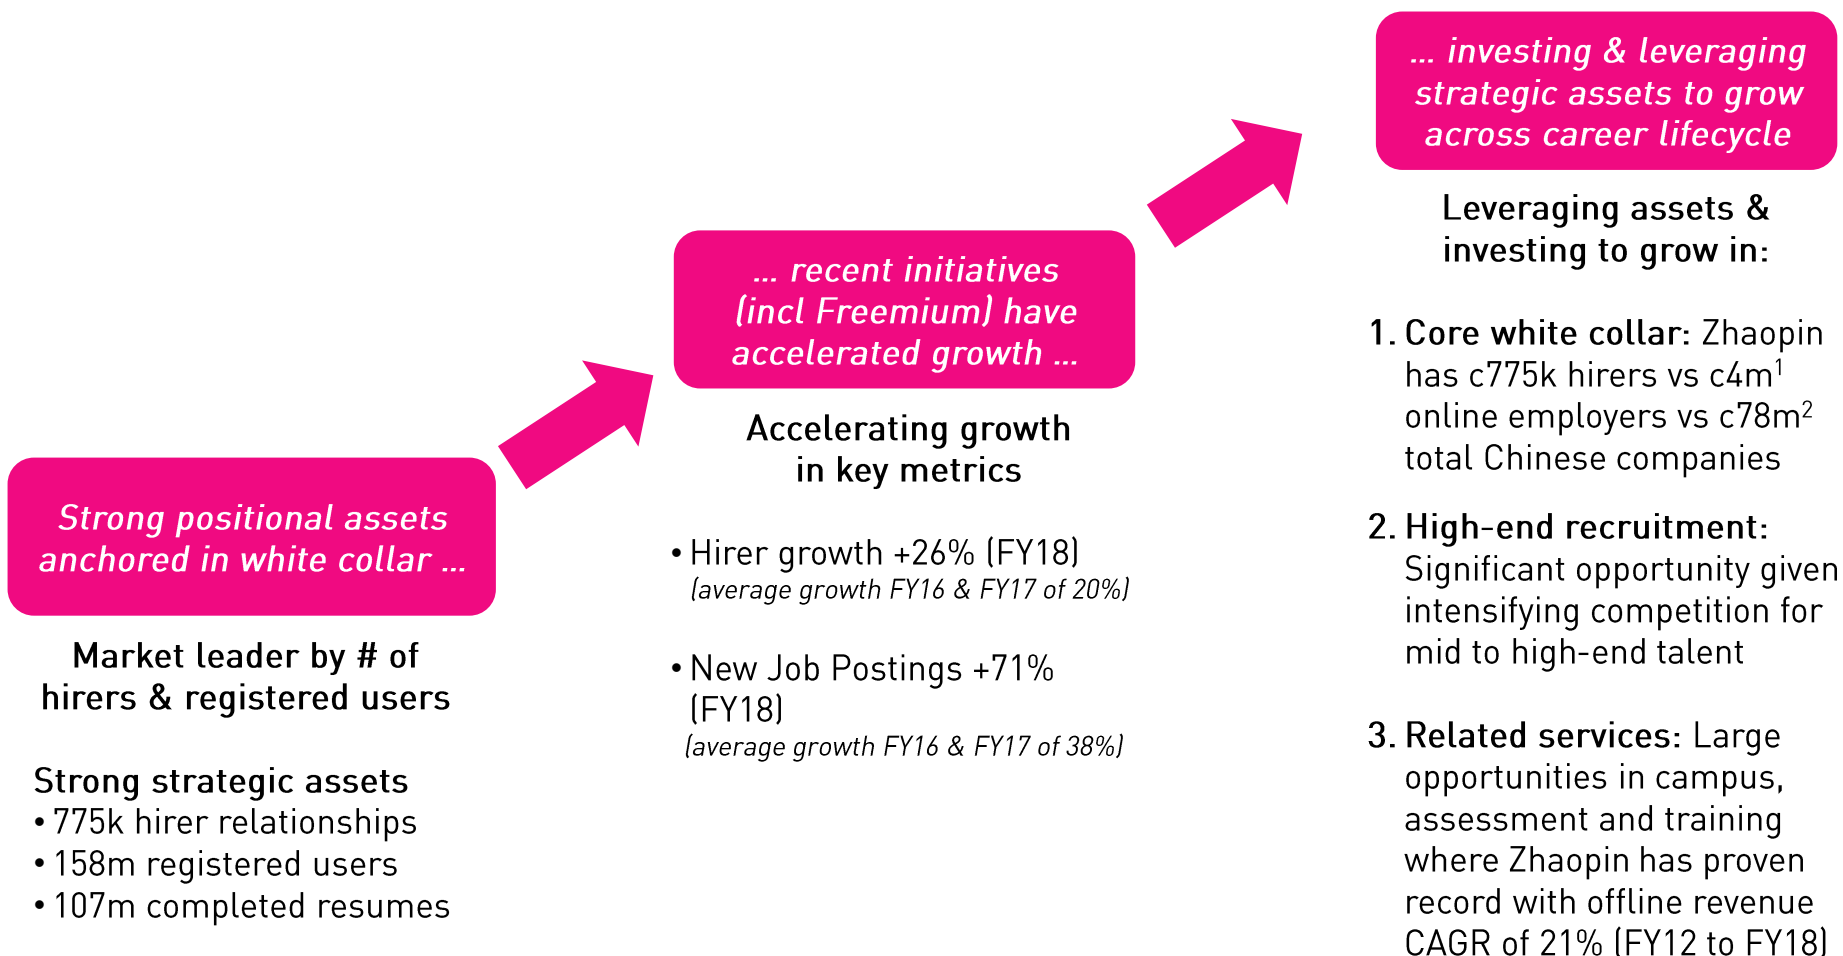 Strong positional assets
anchored in white collar ...
Market leader by # of
hirers & registered users
Strong strategic assets
• 775k hirer relationships
• 158m registered users
• 107m completed resumes
... recent initiatives
(incl Freemium) have
accelerated growth ...
Accelerating growth
in key metrics
• Hirer growth +26% (FY18)
(average growth FY16 & FY17 of 20%)
• New Job Postings +71%
(FY18)
(average growth FY16 & FY17 of 38%)
... investing & leveraging
strategic assets to grow
across career lifecycle
Leveraging assets &
investing to grow in:
1. Core white collar: Zhaopin
has c775k hirers vs c4m¹
online employers vs c78m²
total Chinese companies
2. High-end recruitment:
Significant opportunity given
intensifying competition for
mid to high-end talent
3. Related services: Large
opportunities in campus,
assessment and training
where Zhaopin has proven
record with offline revenue
CAGR of 21% (FY12 to FY18)